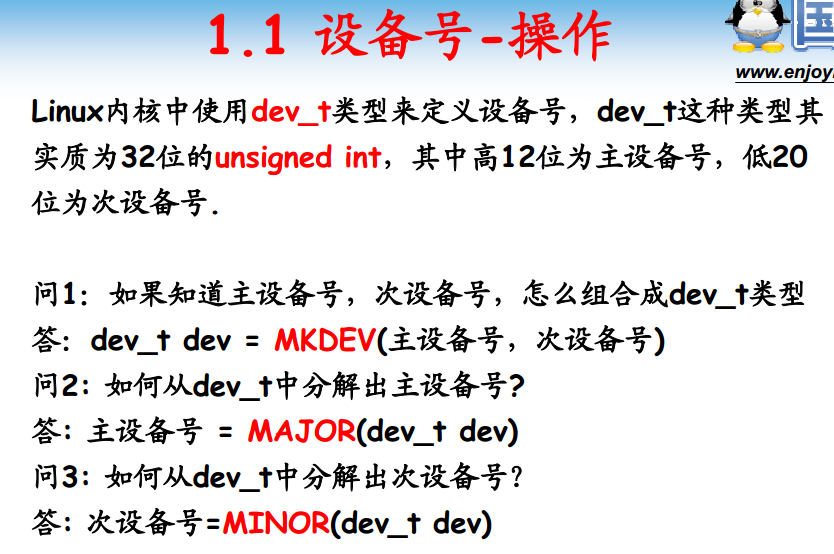 1.1 设备号-操作
国
www.enjoy
Linux内核中使用dev_t类型来定义设备号，dev_t这种类型其
实质为32位的unsigned int，其中高12位为主设备号，低20
位为次设备号.
问1：如果知道主设备号，次设备号，怎么组合成dev_t类型
答：dev_t dev = MKDEV(主设备号，次设备号)
问2：如何从dev_t中分解出主设备号?
答：主设备号 = MAJOR(dev_t dev)
问3：如何从dev_t中分解出次设备号?
答：次设备号=MINOR(dev_t dev)